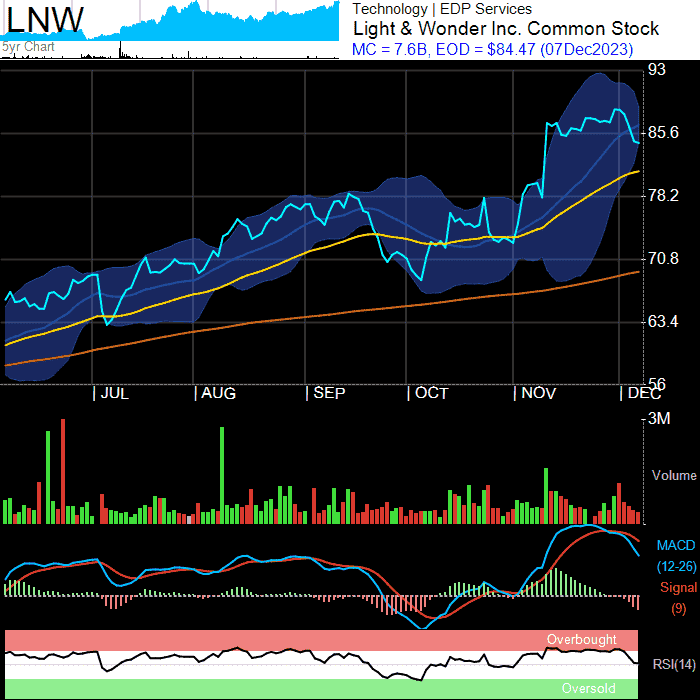 LNW
5yr Chart
Technology | EDP Services
Light & Wonder Inc. Common Stock
MC = 7.6B, EOD = $84.47 (07Dec2023)
93
85.6
78.2
70.8
63.4
56
JUL AUG SEP OCT NOV DEC
3M
Volume
MACD
(12-26)
Signal
(9)
Overbought
RSI(14)
Oversold